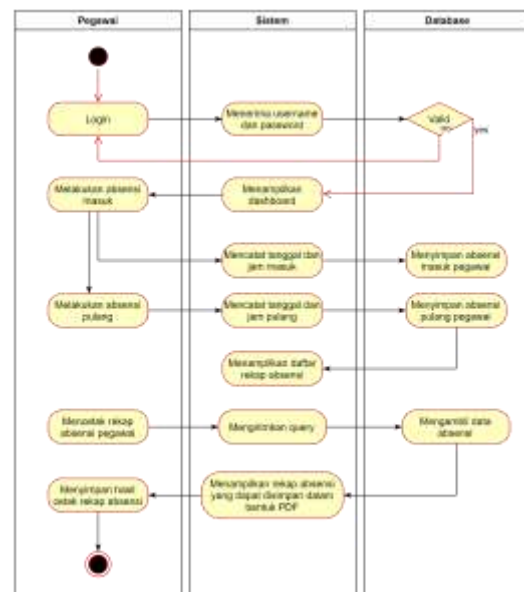 Pegawai
Sistem
Database
Login
Menerima username
dan password
Valid
no
yes
Melakukan absensi
masuk
Menampilkan
dashboard
Mencatat tanggal dan
jam masuk
Menyimpan absensi
masuk pegawai
Melakukan absensi
pulang
Mencatat tanggal dan
jam pulang
Menyimpan absensi
pulang pegawai
Menampilkan daftar
rekap absensi
Mencetak rekap
absensi pegawai
Mengirimkan query
Mengambil data
absensi
Menyimpan hasil
cetak rekap absensi
Menampilkan rekap absensi
yang dapat disimpan dalam
bentuk PDF